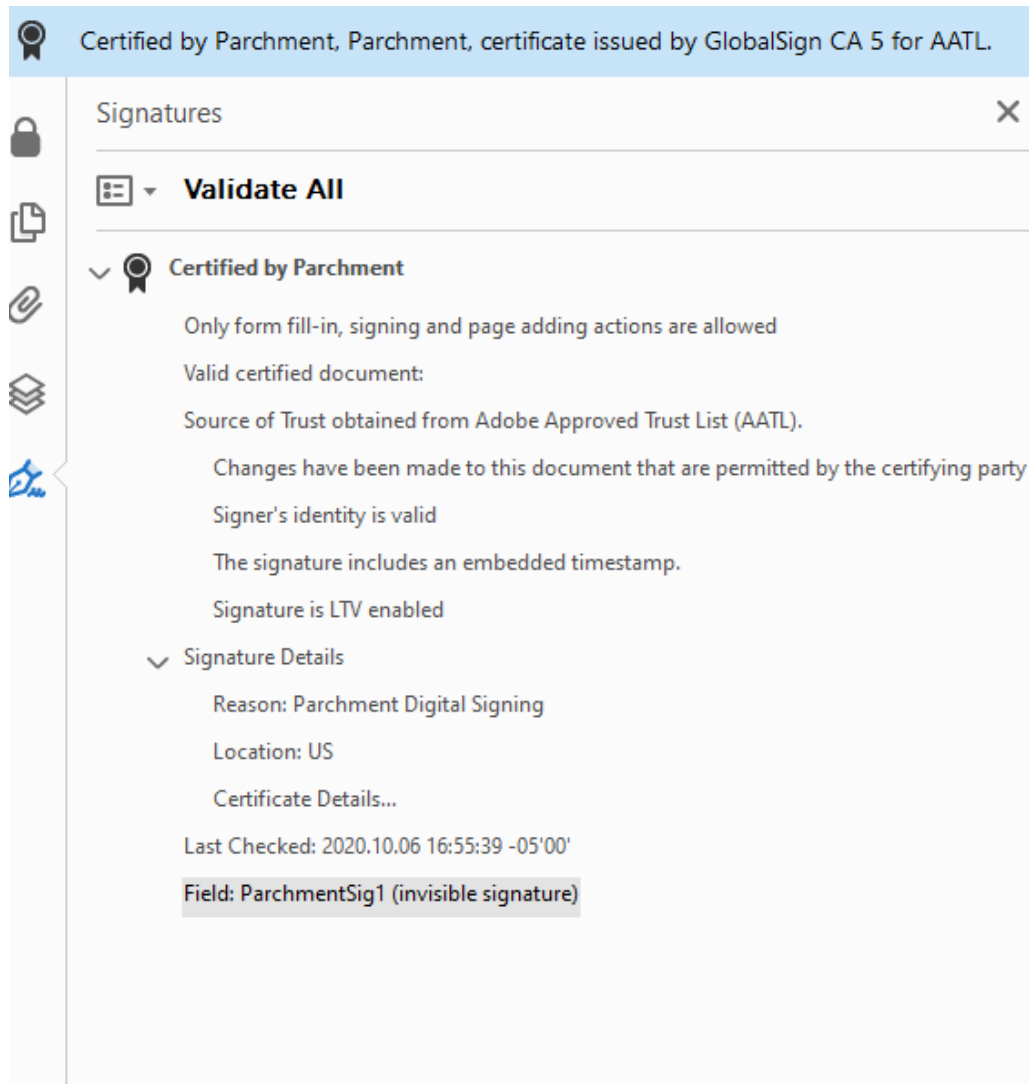 Certified by Parchment, Parchment, certificate issued by GlobalSign CA 5 for AATL.
Signatures
Validate All
Certified by Parchment
Only form fill-in, signing and page adding actions are allowed
Valid certified document:
Source of Trust obtained from Adobe Approved Trust List (AATL).
Changes have been made to this document that are permitted by the certifying party
Signer's identity is valid
The signature includes an embedded timestamp.
Signature is LTV enabled
Signature Details
Reason: Parchment Digital Signing
Location: US
Certificate Details...
Last Checked: 2020.10.06 16:55:39 -05'00'
Field: ParchmentSig1 (invisible signature)